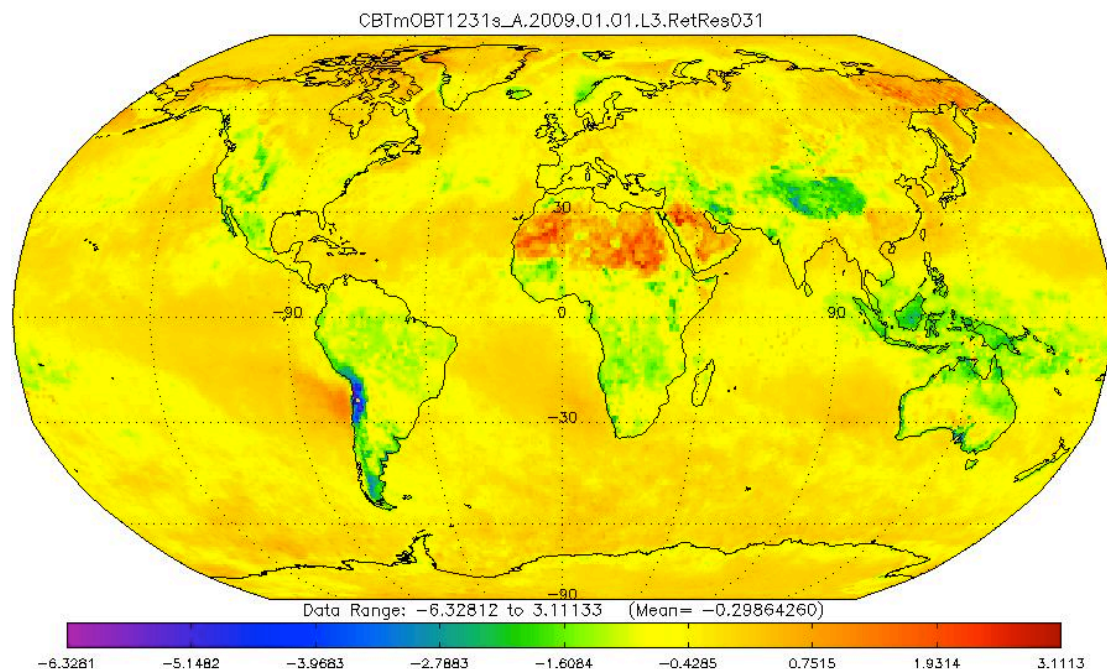 CBTmOBT1231s_A.2009.01.01.L3.RetRes031
30
-90
0
90
-30
-90
Data Range: -6.32812 to 3.11133 (Mean= -0.29864260)
-6.3281 -5.1482 -3.9683 -2.7883 -1.6084 -0.4285 0.7515 1.9314 3.1113